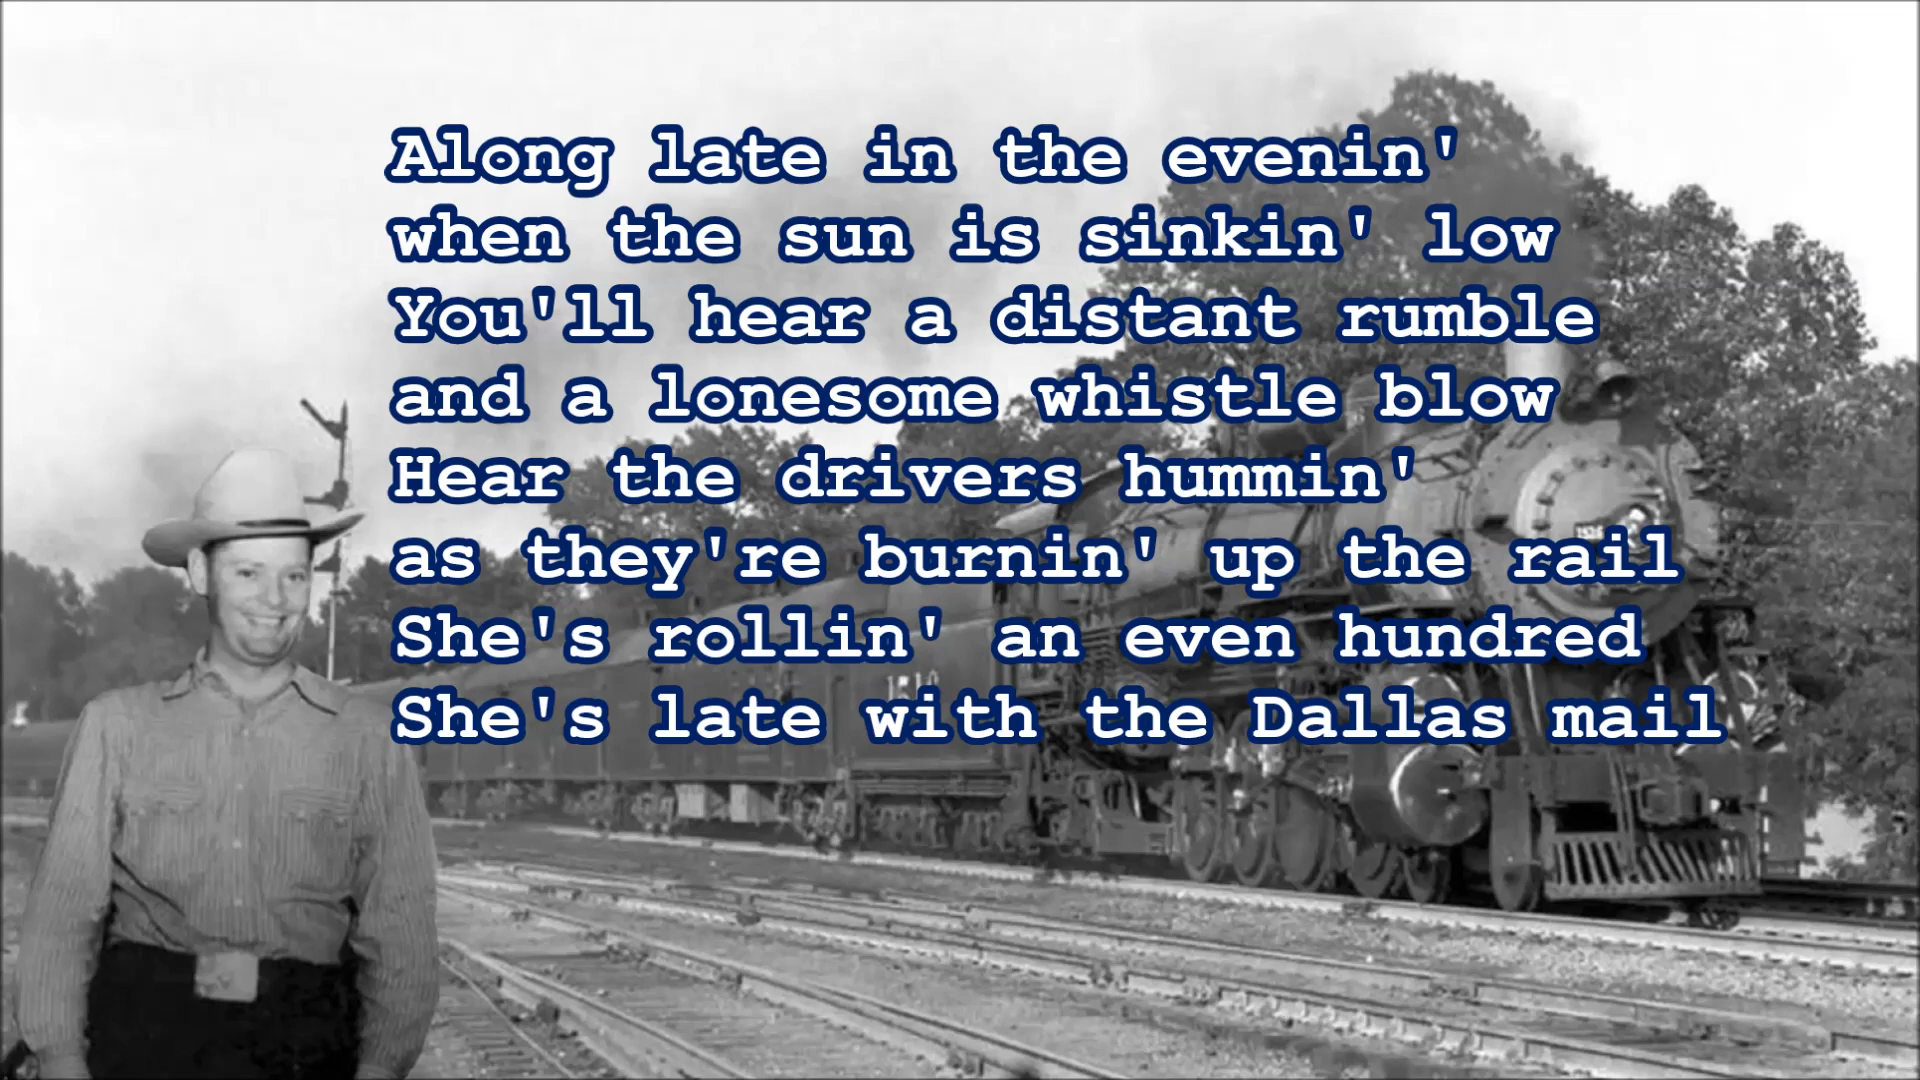 Along late in the evenin'
when the sun is sinkin' low
You'll hear a distant rumble
and a lonesome whistle blow
Hear the drivers hummin'
as they're burnin' up the rail
She's rollin' an even hundred
She's late with the Dallas mail